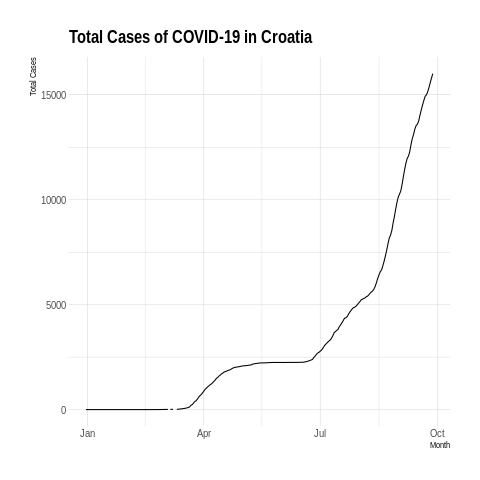 Total Cases of COVID-19 in Croatia
Total Cases
15000
10000
5000
0
Jan Apr Jul Oct
Month